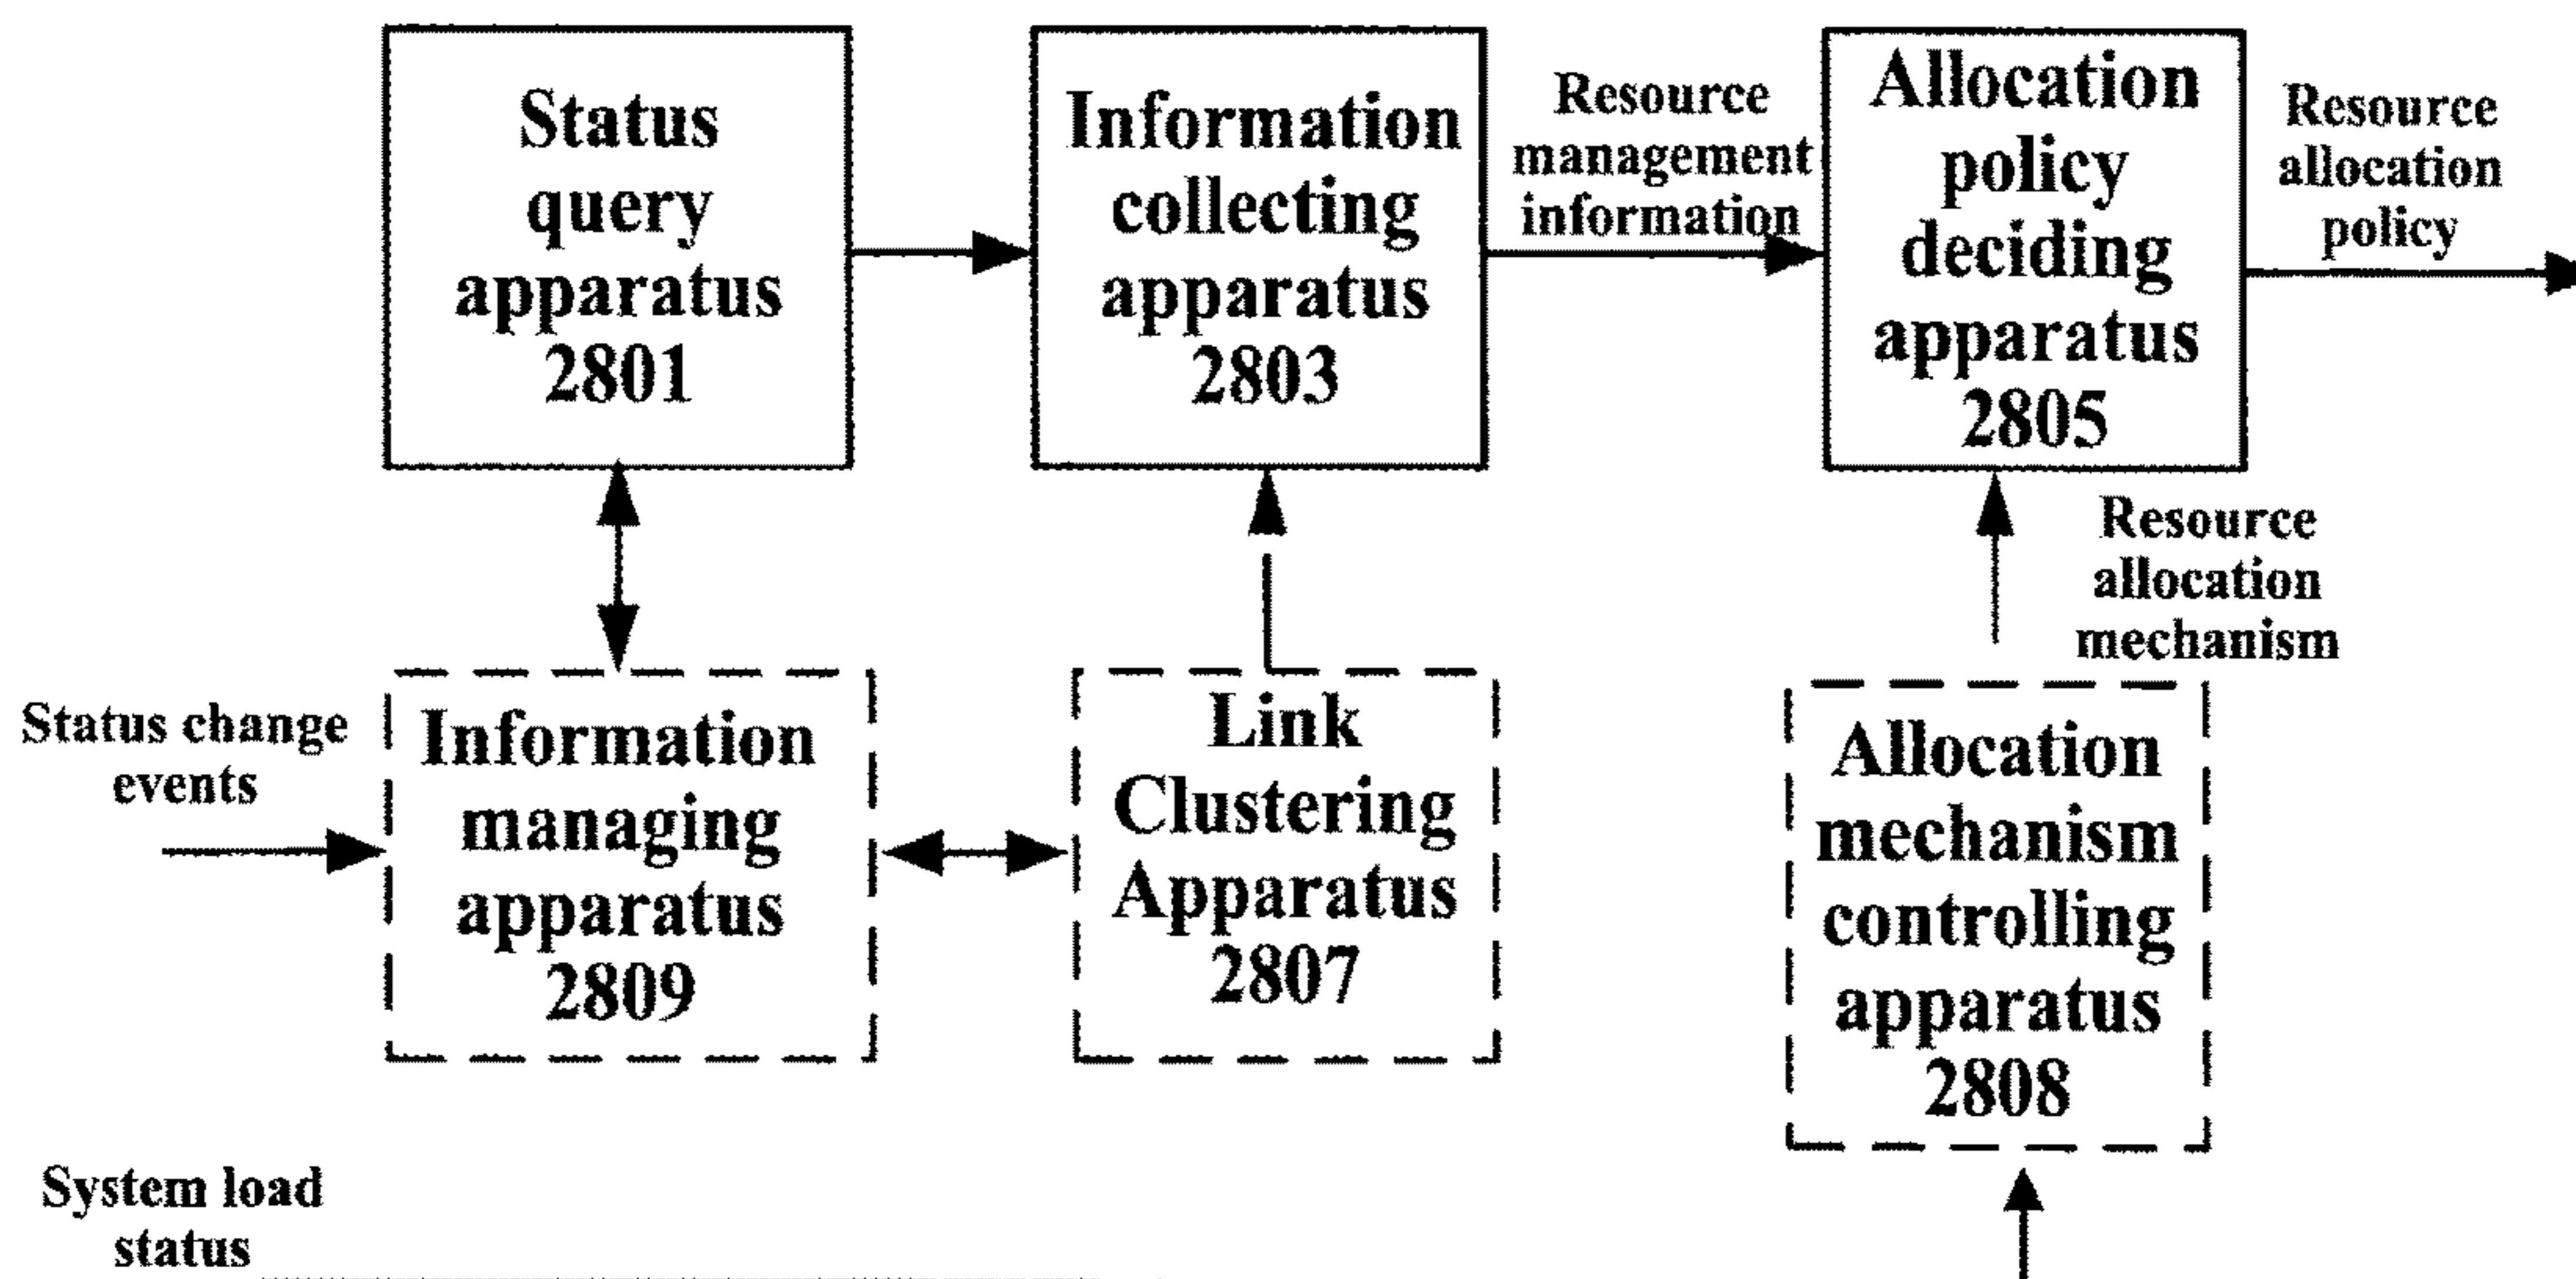 Status
query
apparatus
2801
Information
collecting
apparatus
2803
Resource
management
information
Allocation
policy
deciding
apparatus
2805
Resource
allocation
policy
Resource
allocation
mechanism
Status change
events
Information
managing
apparatus
2809
Link
Clustering
Apparatus
2807
Allocation
mechanism
controlling
apparatus
2808
System load
status